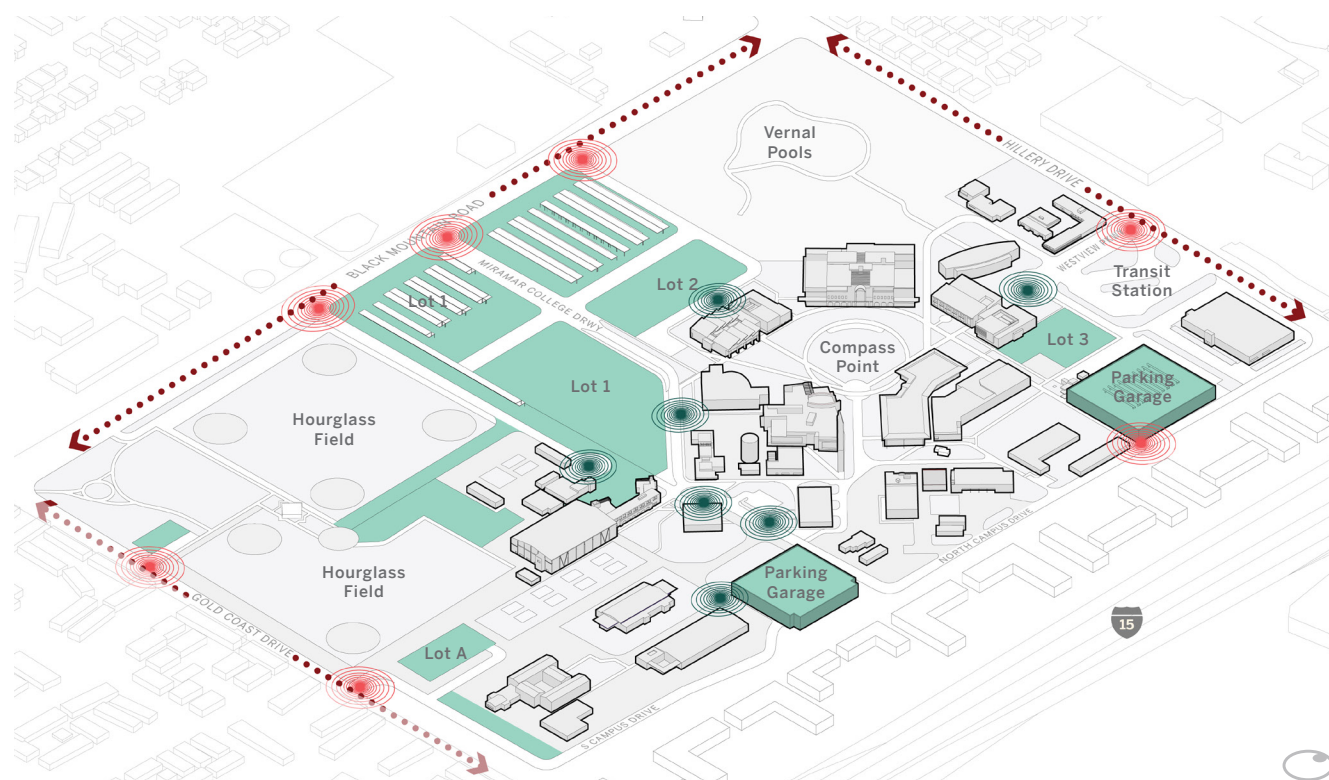 Vernal
Pools
HILLERY DRIVE
BLACK MOUNTAIN ROAD
WESTVIEW
MIRAMAR COLLEGE DRWY
Transit
Station
Lot 2
Lot 1
Lot 3
Compass
Point
Parking
Garage
Lot 1
Hourglass
Field
NORTH CAMPUS DRIVE
Hourglass
Field
Parking
Garage
GOLD COAST DRIVE
15
Lot A
S CAMPUS DRIVE